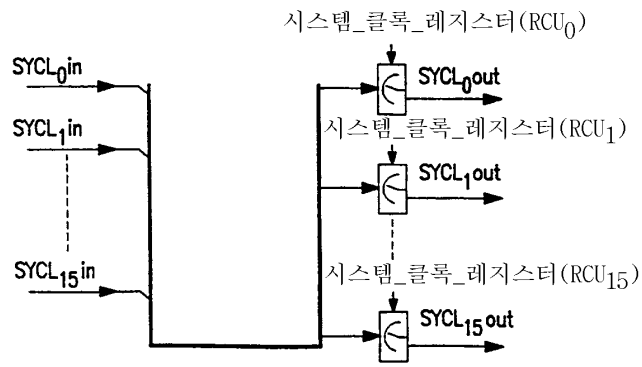 시스템_클록_레지스터(RCU0)
SYCL0in
SYCL0out
SYCL1in
시스템_클록_레지스터(RCU1)
SYCL1out
SYCL15in
시스템_클록_레지스터(RCU15)
SYCL15out